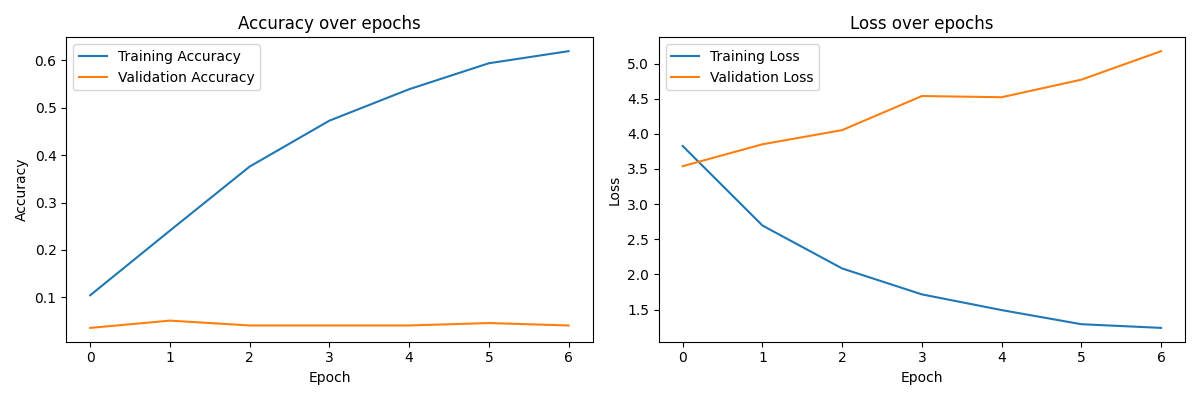 Accuracy over epochs
Training Accuracy
Validation Accuracy
0.6
0.5
0.4
0.3
0.2
0.1
Accuracy
0 1 2 3 4 5 6
Epoch
Loss over epochs
Training Loss
Validation Loss
5.0
4.5
4.0
3.5
3.0
2.5
2.0
1.5
Loss
0 1 2 3 4 5 6
Epoch